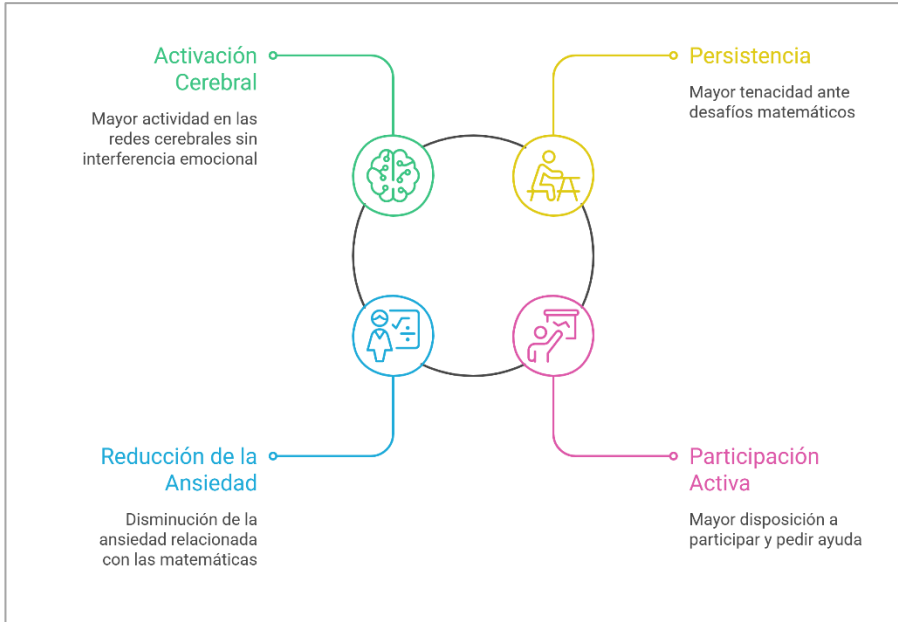 Activación
Cerebral
Mayor actividad en las
redes cerebrales sin
interferencia emocional
Persistencia
Mayor tenacidad ante
desafíos matemáticos
Reducción de la
Ansiedad
Disminución de la
ansiedad relacionada
con las matemáticas
Participación
Activa
Mayor disposición a
participar y pedir ayuda